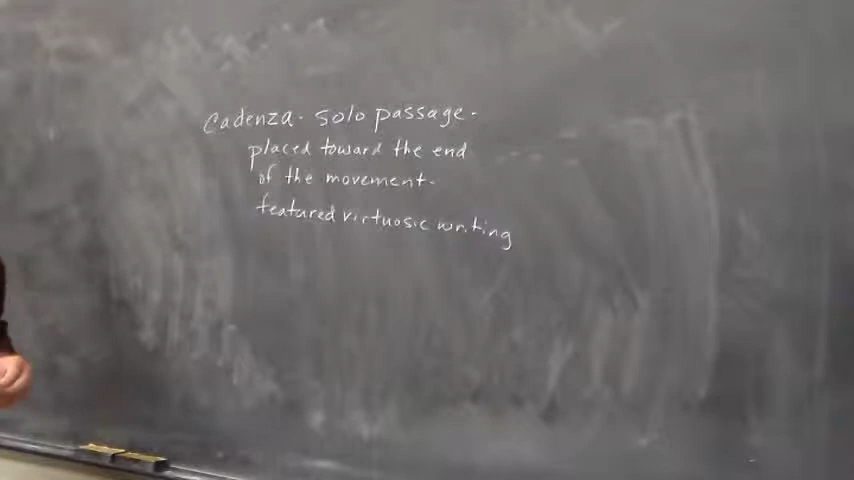 Cadenza - solo passage -
placed toward the end
of the movement -
featured virtuosic writing